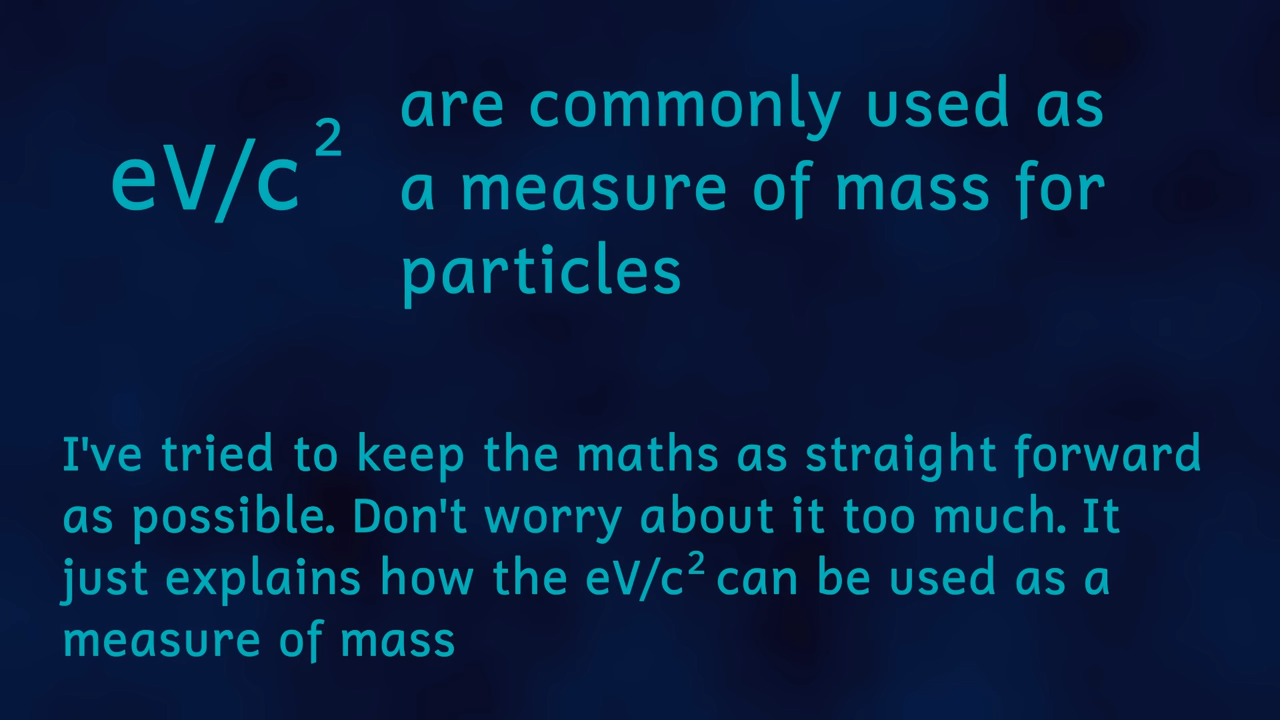 eV/c²
are commonly used as
a measure of mass for
particles
I've tried to keep the maths as straight forward
as possible. Don't worry about it too much. It
just explains how the eV/c² can be used as a
measure of mass